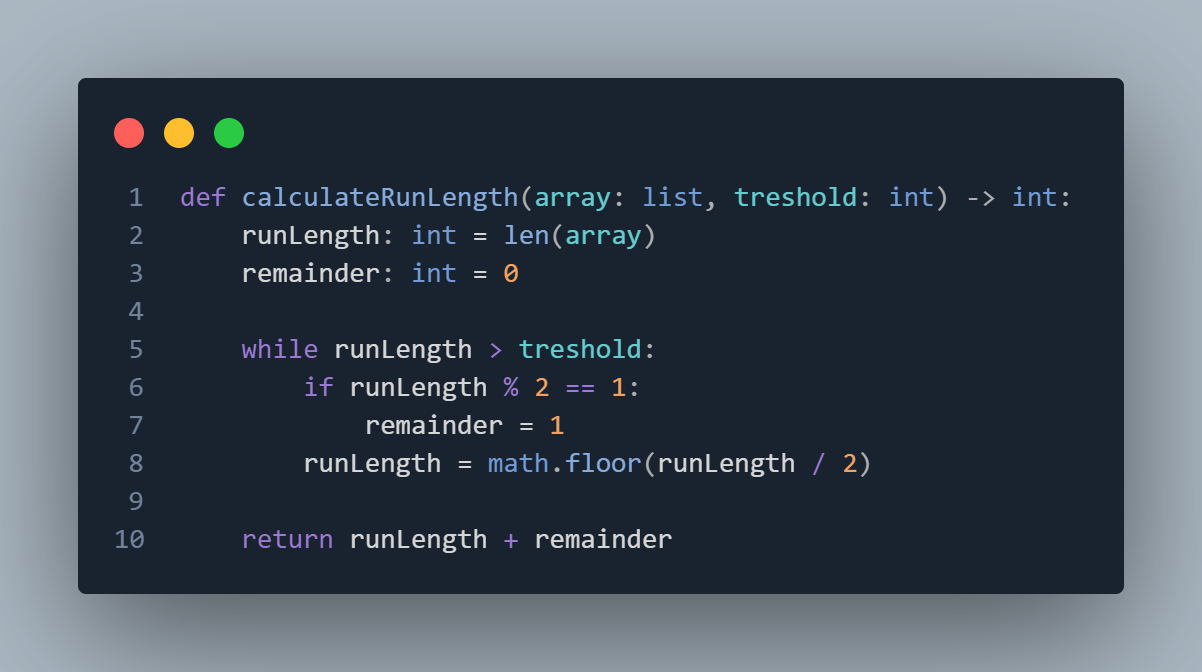 1 def calculateRunLength(array: list, treshold: int) -> int:
2     runLength: int = len(array)
3     remainder: int = 0
4
5     while runLength > treshold:
6         if runLength % 2 == 1:
7             remainder = 1
8         runLength = math.floor(runLength / 2)
9
10     return runLength + remainder